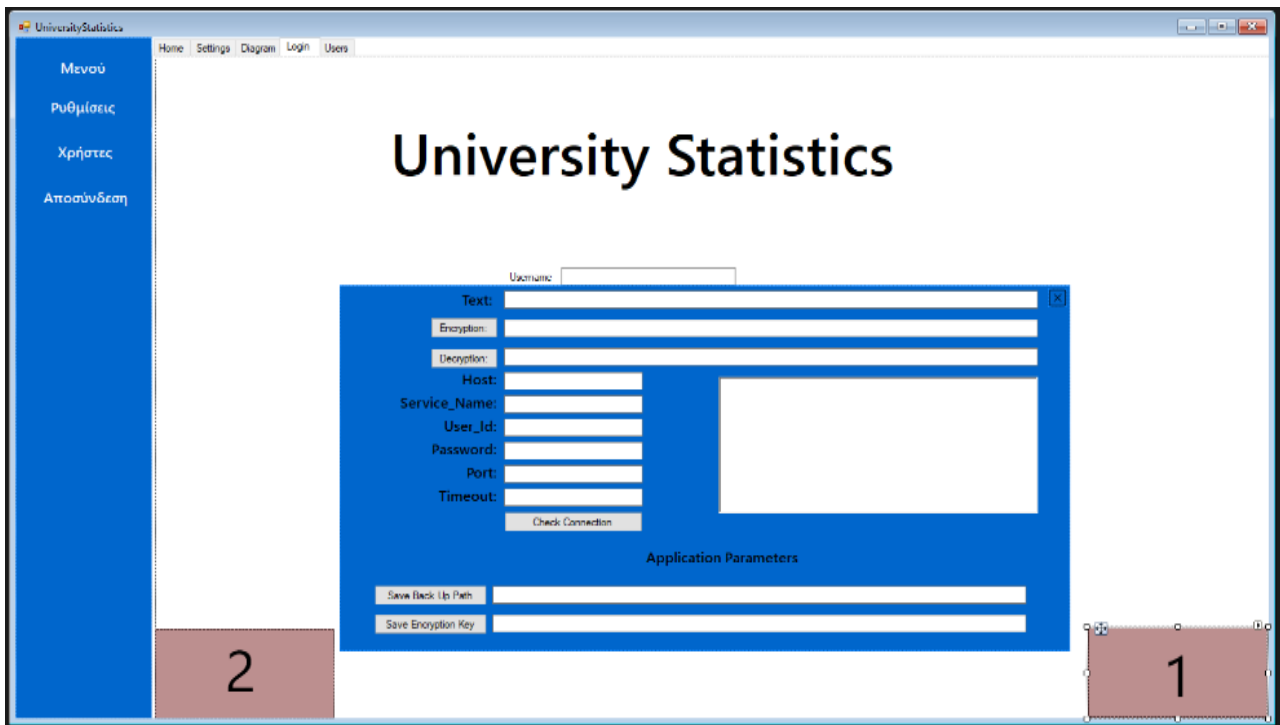 UniversityStatistics
Home Settings Diagram Login Users
Μενού
Ρυθμίσεις
Χρήστες
Αποσύνδεση
University Statistics
Username
Text:
Encryption:
Decryption:
Host:
Service_Name:
User_Id:
Password:
Port:
Timeout:
Check Connection
Application Parameters
Save Back Up Path
Save Encryption Key
2
1